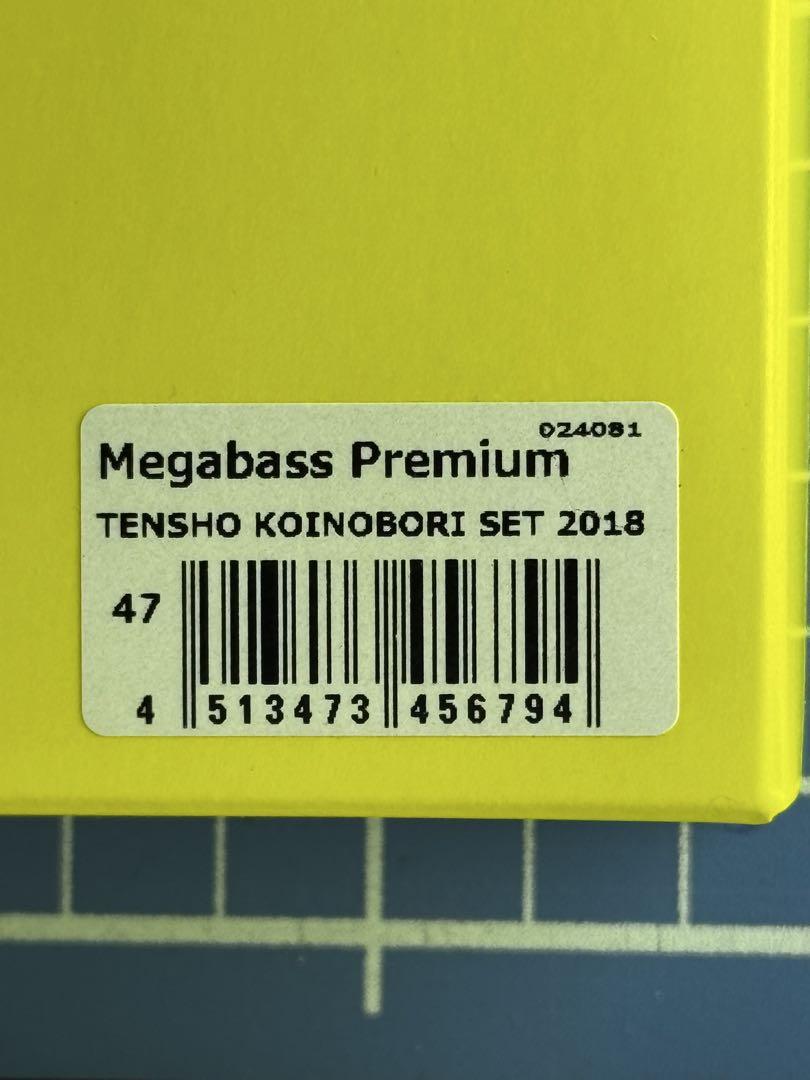 024081
Megabass Premium
TENSHO KOINOBORI SET 2018
47
4 513473 456794